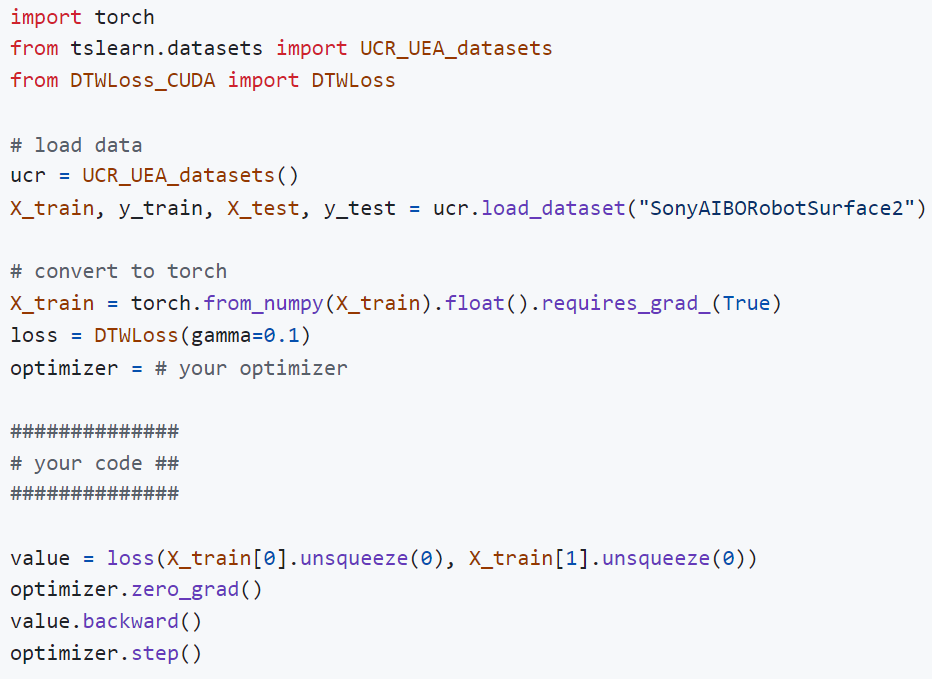 import torch
from tslearn.datasets import UCR_UEA_datasets
from DTWLoss_CUDA import DTWLoss
# load data
ucr = UCR_UEA_datasets()
X_train, y_train, X_test, y_test = ucr.load_dataset("SonyAIBORobotSurface2")
# convert to torch
X_train = torch.from_numpy(X_train).float().requires_grad_(True)
loss = DTWLoss(gamma=0.1)
optimizer = # your optimizer
##############
# your code ##
##############
value = loss(X_train[0].unsqueeze(0), X_train[1].unsqueeze(0))
optimizer.zero_grad()
value.backward()
optimizer.step()